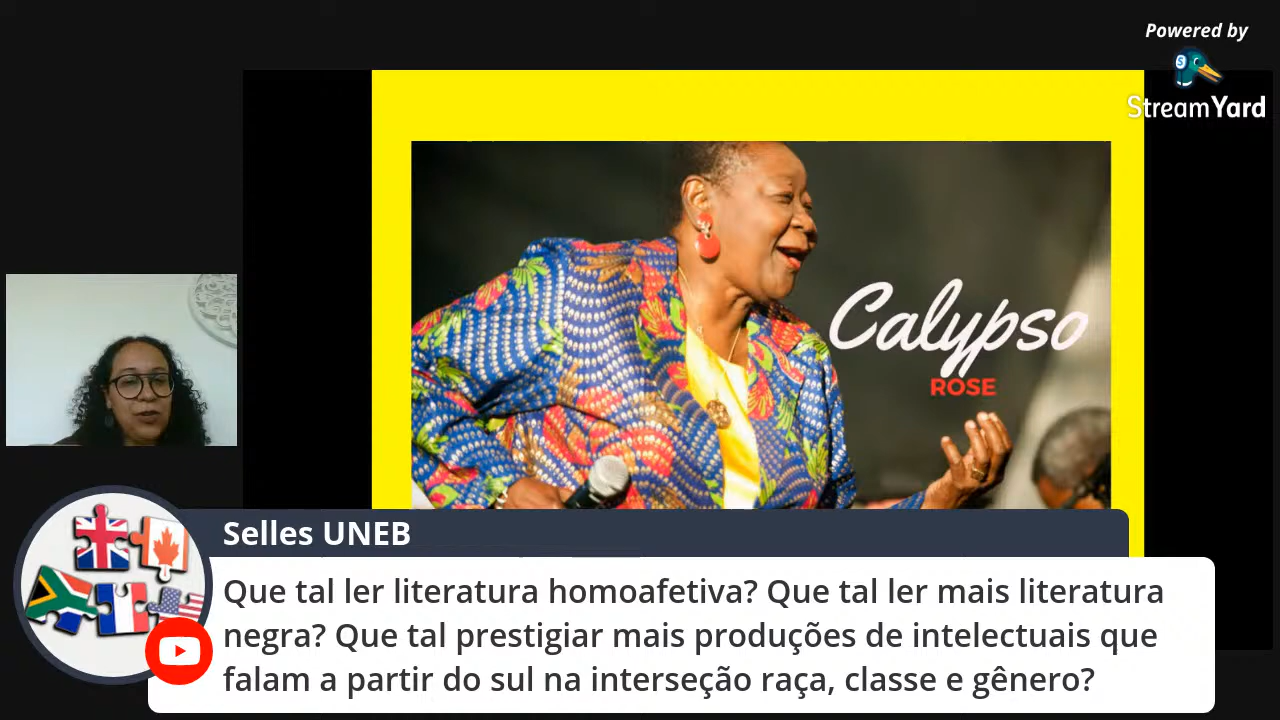 Powered by
StreamYard
Calypso
ROSE
Selles UNEB
Que tal ler literatura homoafetiva? Que tal ler mais literatura
negra? Que tal prestigiar mais produções de intelectuais que
falam a partir do sul na interseção raça, classe e gênero?